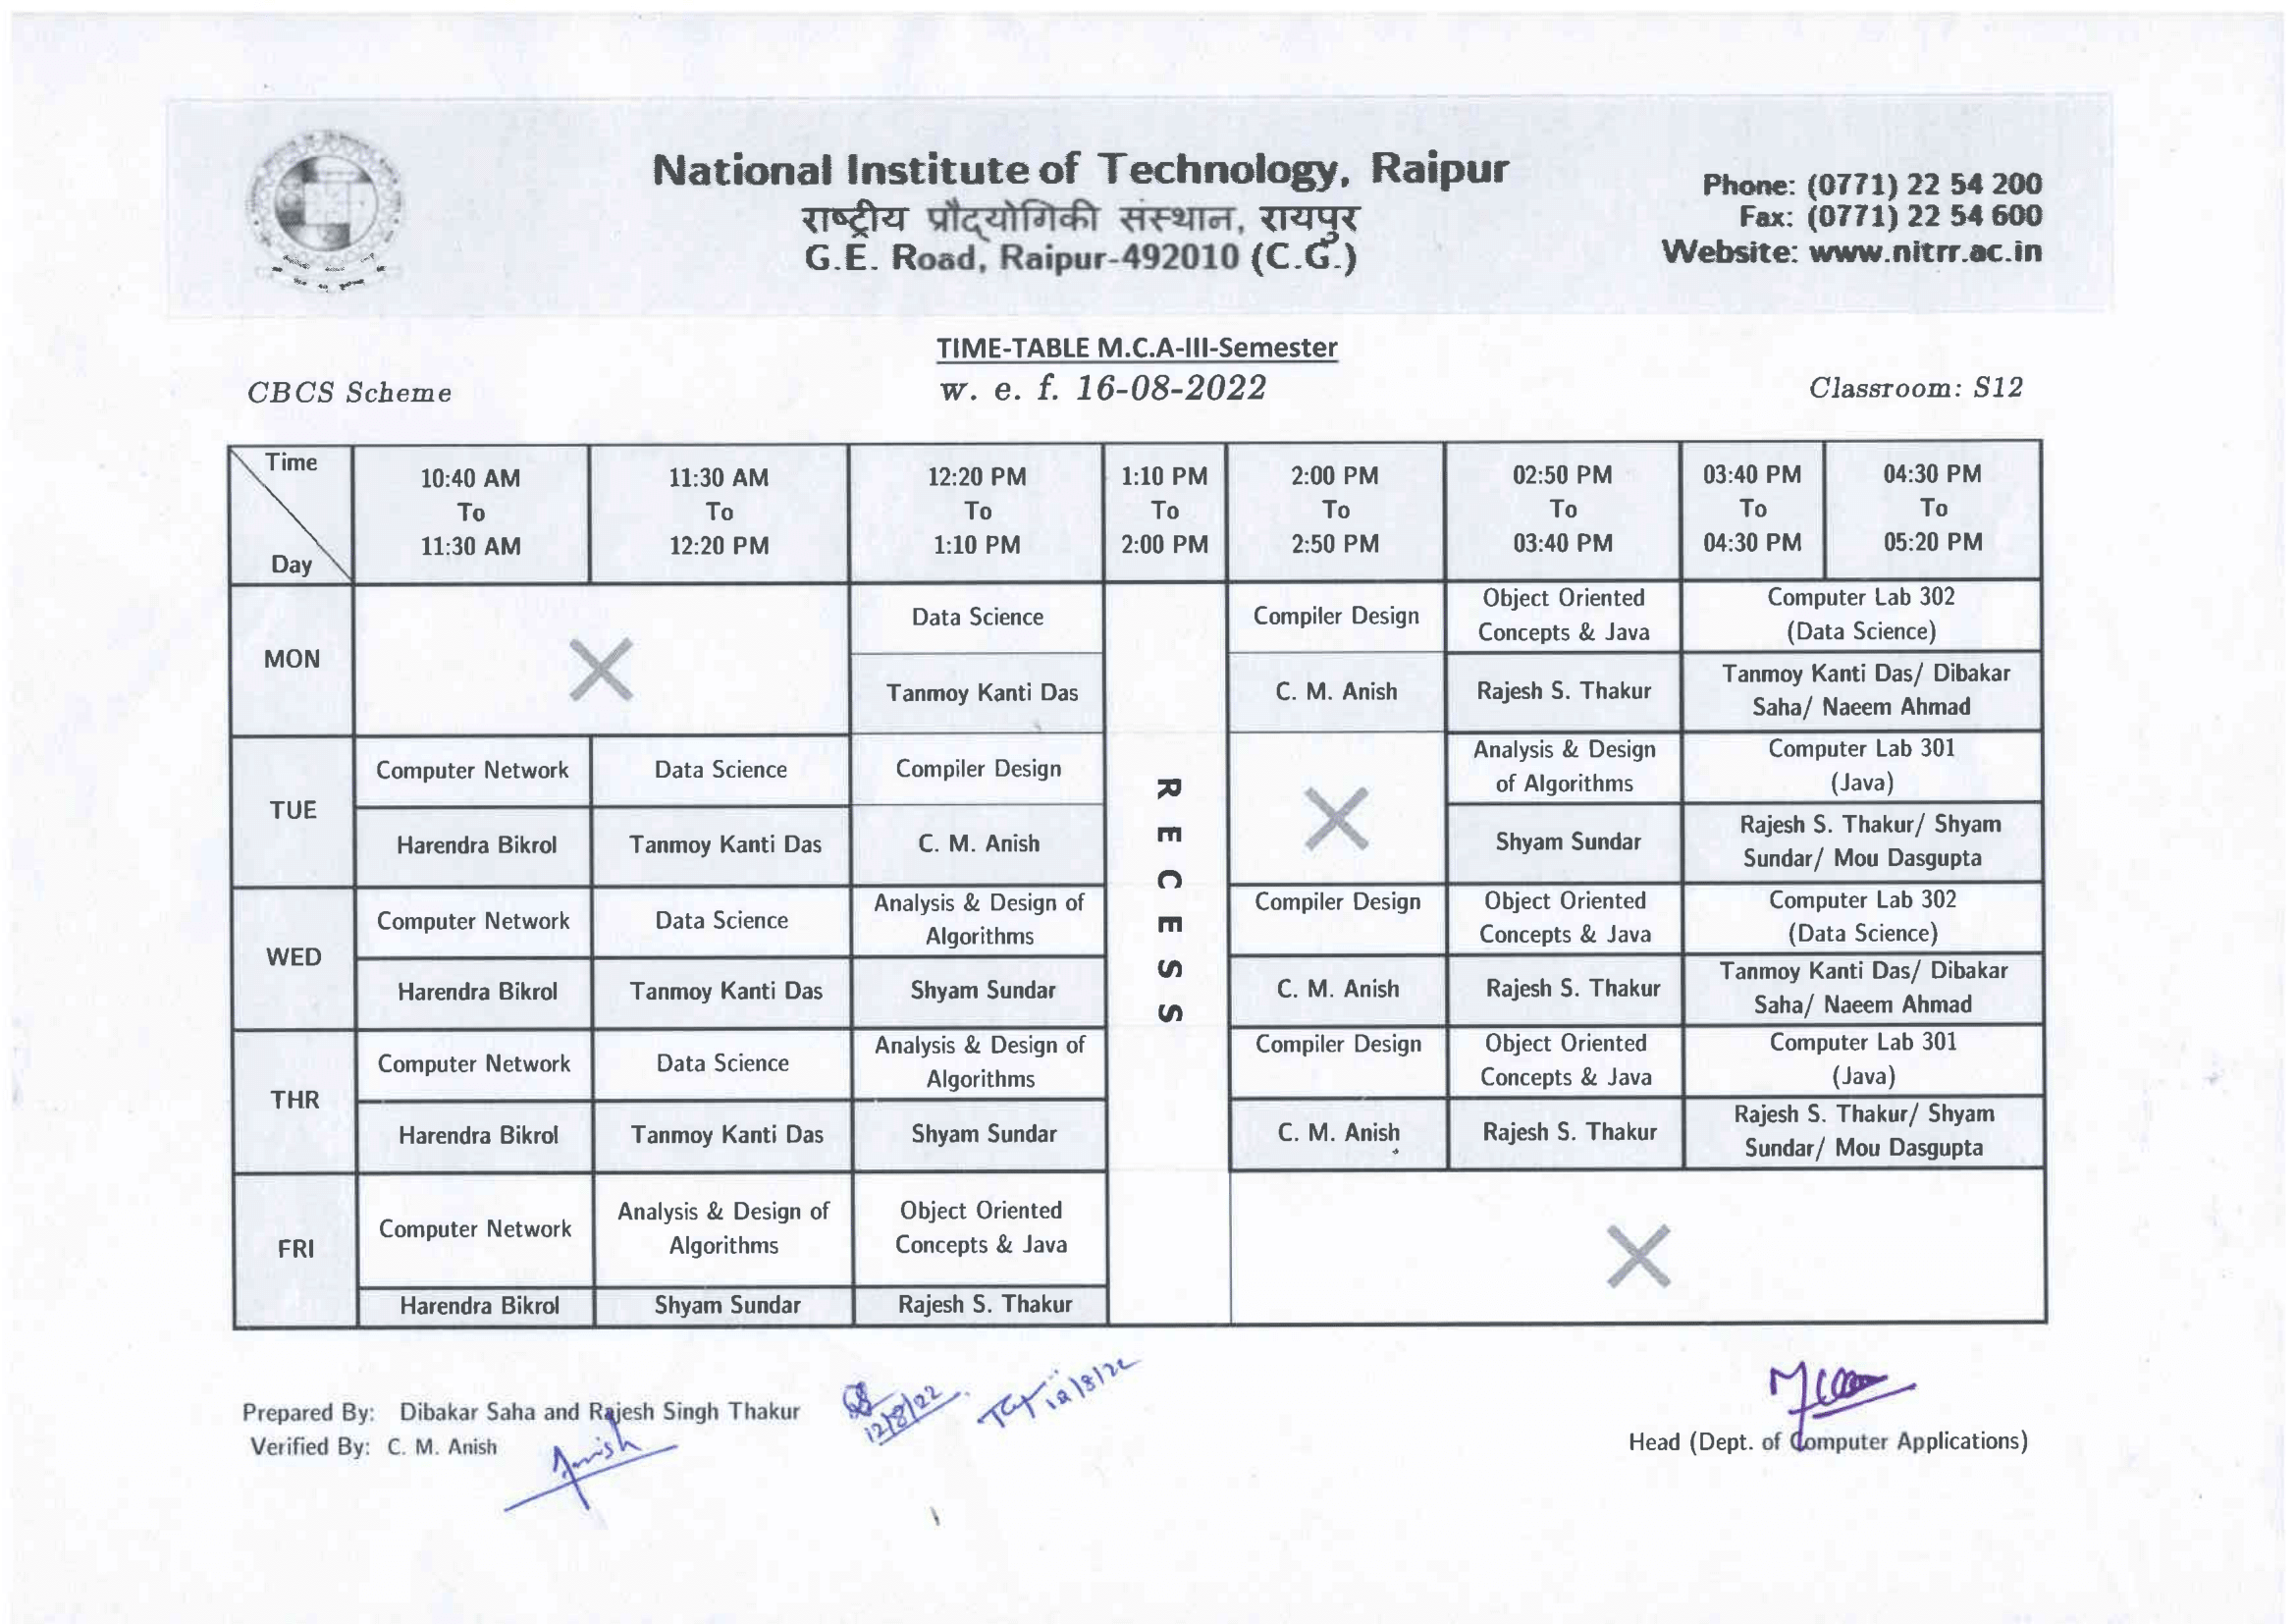 National Institute of Technology, Raipur
राष्ट्रीय प्रौद्योगिकी संस्थान, रायपुर
G.E. Road, Raipur-492010 (C.G.)
Phone: (0771) 22 54 200
Fax: (0771) 22 54 600
Website: www.nitrr.ac.in
TIME-TABLE M.C.A-III-Semester
CBCS Scheme
w. e. f. 16-08-2022
Classroom: S12
Time
Day
10:40 AM
To
11:30 AM
11:30 AM
To
12:20 PM
12:20 PM
To
1:10 PM
1:10 PM
To
2:00 PM
2:00 PM
To
2:50 PM
02:50 PM
To
03:40 PM
03:40 PM
To
04:30 PM
04:30 PM
To
05:20 PM
MON
Data Science
Tanmoy Kanti Das
Compiler Design
C. M. Anish
Object Oriented
Concepts & Java
Rajesh S. Thakur
Computer Lab 302
(Data Science)
Tanmoy Kanti Das/ Dibakar
Saha/ Naeem Ahmad
RECESS
TUE
Computer Network
Harendra Bikrol
Data Science
Tanmoy Kanti Das
Compiler Design
C. M. Anish
Analysis & Design
of Algorithms
Shyam Sundar
Computer Lab 301
(Java)
Rajesh S. Thakur/ Shyam
Sundar/ Mou Dasgupta
WED
Computer Network
Harendra Bikrol
Data Science
Tanmoy Kanti Das
Analysis & Design of
Algorithms
Shyam Sundar
Compiler Design
C. M. Anish
Object Oriented
Concepts & Java
Rajesh S. Thakur
Computer Lab 302
(Data Science)
Tanmoy Kanti Das/ Dibakar
Saha/ Naeem Ahmad
THR
Computer Network
Harendra Bikrol
Data Science
Tanmoy Kanti Das
Analysis & Design of
Algorithms
Shyam Sundar
Compiler Design
C. M. Anish
Object Oriented
Concepts & Java
Rajesh S. Thakur
Computer Lab 301
(Java)
Rajesh S. Thakur/ Shyam
Sundar/ Mou Dasgupta
FRI
Computer Network
Harendra Bikrol
Analysis & Design of
Algorithms
Shyam Sundar
Object Oriented
Concepts & Java
Rajesh S. Thakur
Prepared By: Dibakar Saha and Rajesh Singh Thakur
Verified By: C. M. Anish
Anish
12/8/22
12/8/22
Head (Dept. of Computer Applications)